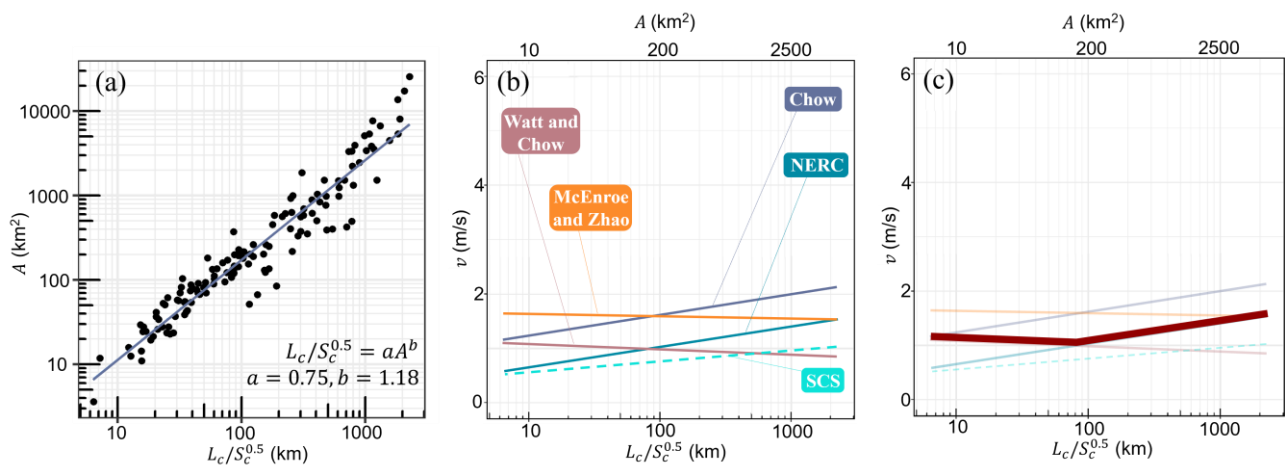 (a)
A (km²)
10000
1000
100
10
L_c/S_c^0.5 = aA^b
a = 0.75, b = 1.18
10 100 1000
L_c/S_c^0.5 (km)
A (km²)
10 200 2500
(b)
v (m/s)
6
4
2
0
Chow
Watt and
Chow
NERC
McEnroe
and Zhao
SCS
10 100 1000
L_c/S_c^0.5 (km)
A (km²)
10 200 2500
(c)
v (m/s)
6
4
2
0
10 100 1000
L_c/S_c^0.5 (km)